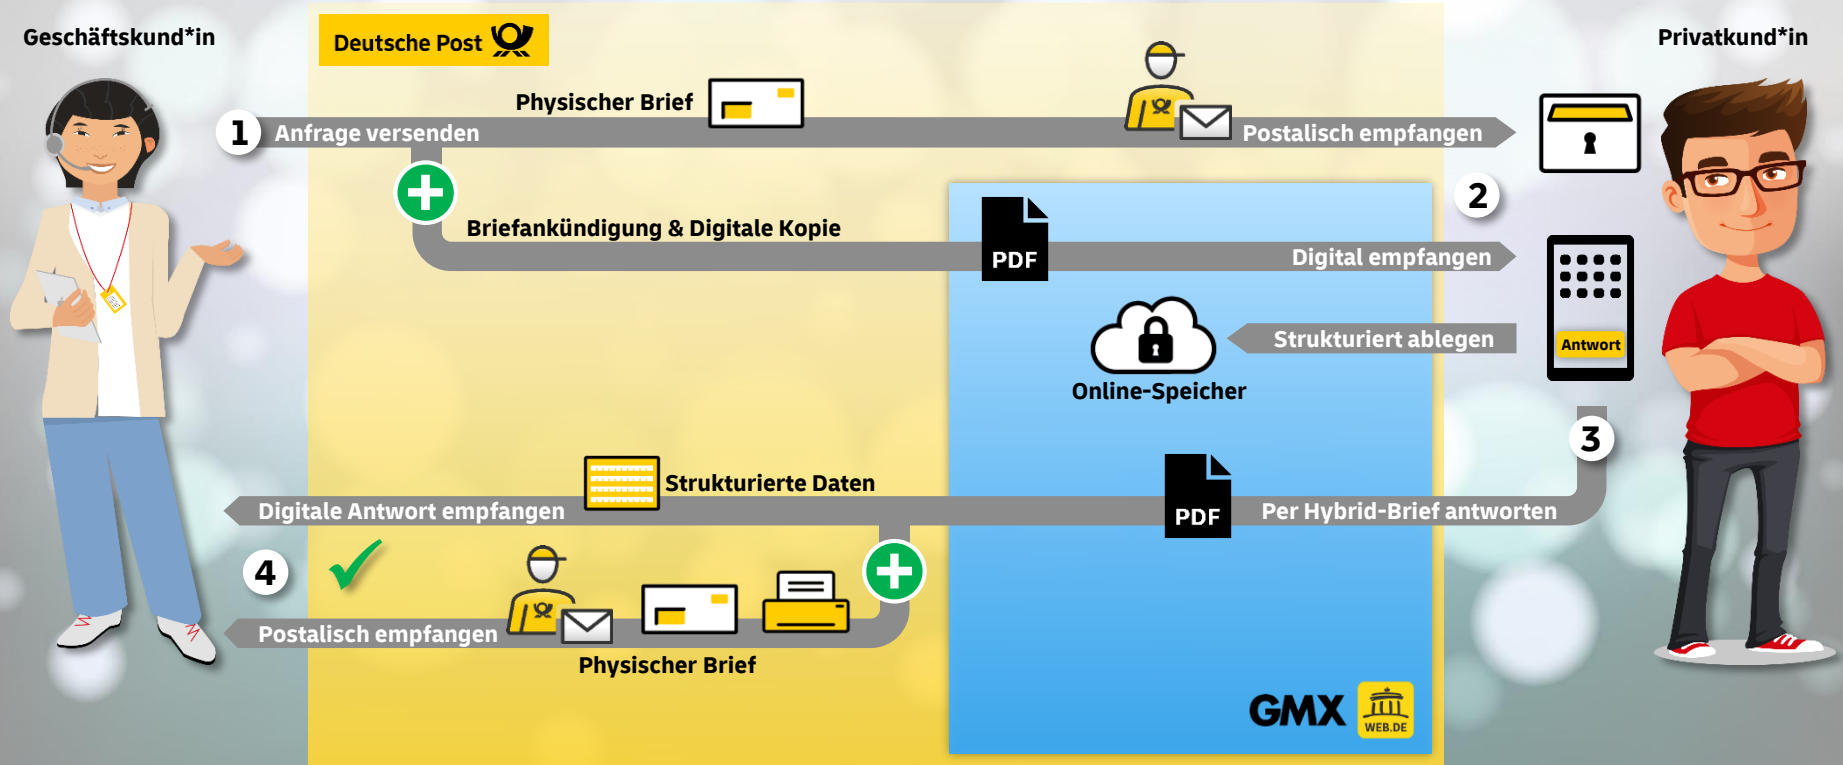 Geschäftskund*in
Deutsche Post
Privatkund*in
Physischer Brief
1
Anfrage versenden
Postalisch empfangen
2
Briefankündigung & Digitale Kopie
PDF
Digital empfangen
Strukturiert ablegen
Antwort
Online-Speicher
3
Strukturierte Daten
Digitale Antwort empfangen
PDF
Per Hybrid-Brief antworten
4
Postalisch empfangen
Physischer Brief
GMX
WEB.DE